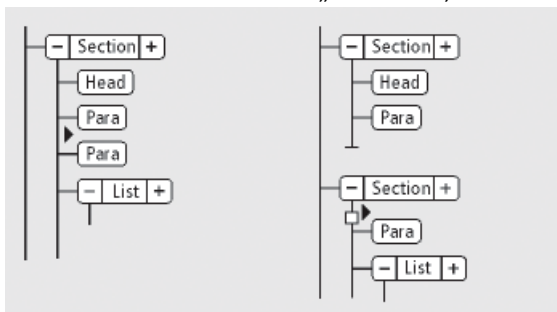 − Section +
Head
Para
Para
− List +
− Section +
Head
Para
− Section +
Para
− List +